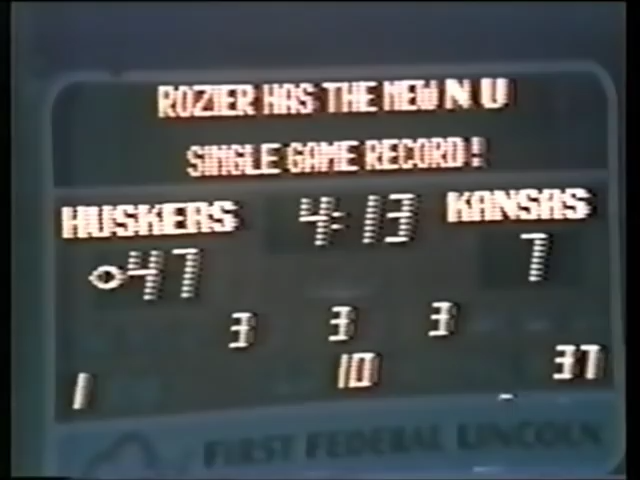 ROZIER HAS THE NEW N U
SINGLE GAME RECORD!
HUSKERS 4:13 KANSAS
47 7
3 3 3
1 10 37
FIRST FEDERAL LINCOLN